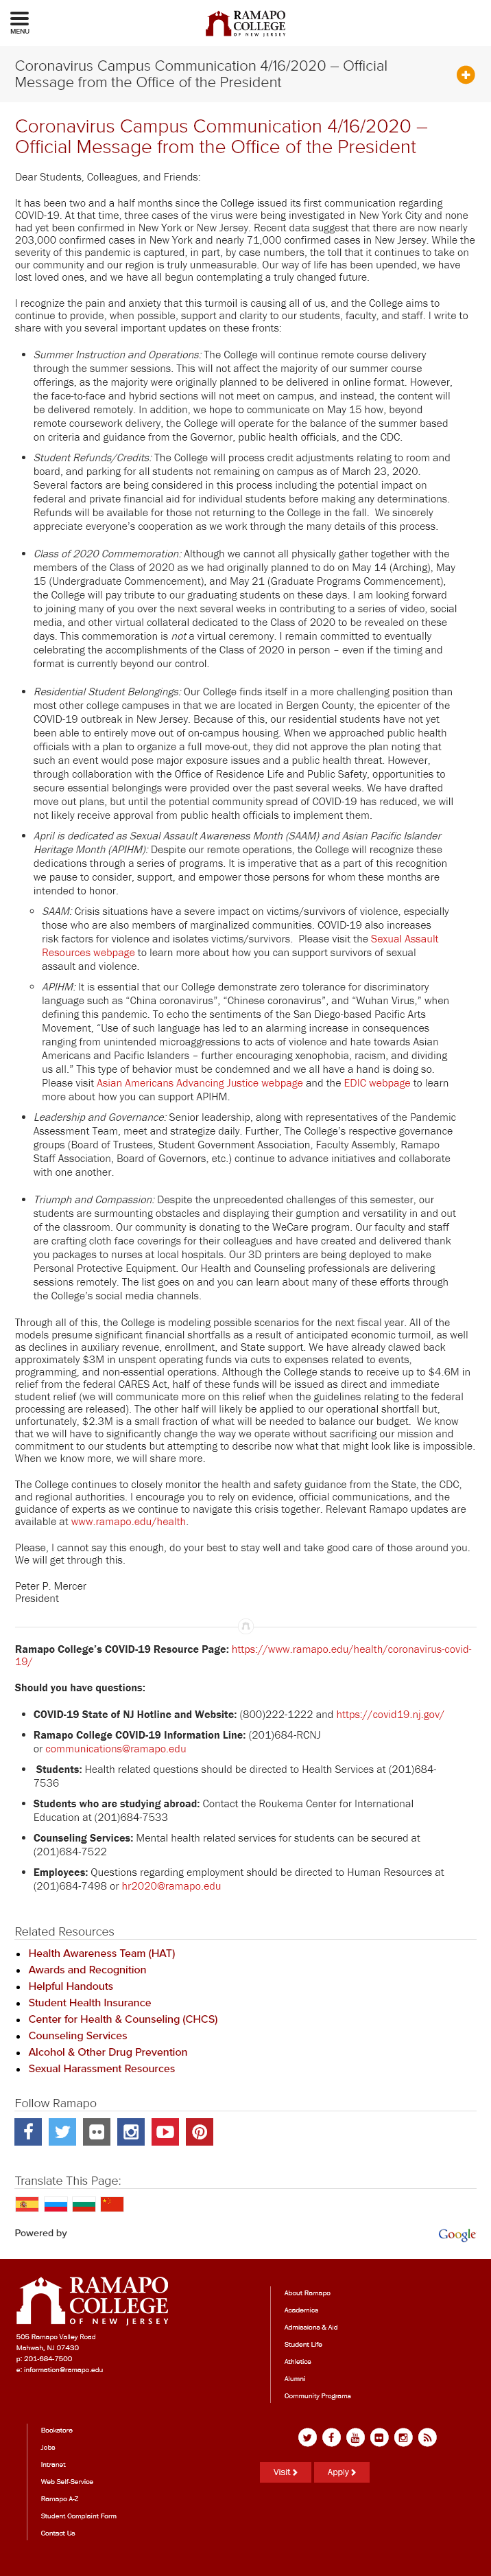 MENU
RAMAPO
COLLEGE
OF NEW JERSEY
Coronavirus Campus Communication 4/16/2020 – Official
Message from the Office of the President
Coronavirus Campus Communication 4/16/2020 –
Official Message from the Office of the President
Dear Students, Colleagues, and Friends:
It has been two and a half months since the College issued its first communication regarding
COVID-19. At that time, three cases of the virus were being investigated in New York City and none
had yet been confirmed in New York or New Jersey. Recent data suggest that there are now nearly
203,000 confirmed cases in New York and nearly 71,000 confirmed cases in New Jersey. While the
severity of this pandemic is captured, in part, by case numbers, the toll that it continues to take on
our community and our region is truly unmeasurable. Our way of life has been upended, we have
lost loved ones, and we have all begun contemplating a truly changed future.
I recognize the pain and anxiety that this turmoil is causing all of us, and the College aims to
continue to provide, when possible, support and clarity to our students, faculty, and staff. I write to
share with you several important updates on these fronts:
• Summer Instruction and Operations: The College will continue remote course delivery
through the summer sessions. This will not affect the majority of our summer course
offerings, as the majority were originally planned to be delivered in online format. However,
the face-to-face and hybrid sections will not meet on campus, and instead, the content will
be delivered remotely. In addition, we hope to communicate on May 15 how, beyond
remote coursework delivery, the College will operate for the balance of the summer based
on criteria and guidance from the Governor, public health officials, and the CDC.
• Student Refunds/Credits: The College will process credit adjustments relating to room and
board, and parking for all students not remaining on campus as of March 23, 2020.
Several factors are being considered in this process including the potential impact on
federal and private financial aid for individual students before making any determinations.
Refunds will be available for those not returning to the College in the fall.  We sincerely
appreciate everyone's cooperation as we work through the many details of this process.
• Class of 2020 Commemoration: Although we cannot all physically gather together with the
members of the Class of 2020 as we had originally planned to do on May 14 (Arching), May
15 (Undergraduate Commencement), and May 21 (Graduate Programs Commencement),
the College will pay tribute to our graduating students on these days. I am looking forward
to joining many of you over the next several weeks in contributing to a series of video, social
media, and other virtual collateral dedicated to the Class of 2020 to be revealed on these
days. This commemoration is not a virtual ceremony. I remain committed to eventually
celebrating the accomplishments of the Class of 2020 in person – even if the timing and
format is currently beyond our control.
• Residential Student Belongings: Our College finds itself in a more challenging position than
most other college campuses in that we are located in Bergen County, the epicenter of the
COVID-19 outbreak in New Jersey. Because of this, our residential students have not yet
been able to entirely move out of on-campus housing. When we approached public health
officials with a plan to organize a full move-out, they did not approve the plan noting that
such an event would pose major exposure issues and a public health threat. However,
through collaboration with the Office of Residence Life and Public Safety, opportunities to
secure essential belongings were provided over the past several weeks. We have drafted
move out plans, but until the potential community spread of COVID-19 has reduced, we will
not likely receive approval from public health officials to implement them.
• April is dedicated as Sexual Assault Awareness Month (SAAM) and Asian Pacific Islander
Heritage Month (APIHM): Despite our remote operations, the College will recognize these
dedications through a series of programs. It is imperative that as a part of this recognition
we pause to consider, support, and empower those persons for whom these months are
intended to honor.
◦ SAAM: Crisis situations have a severe impact on victims/survivors of violence, especially
those who are also members of marginalized communities. COVID-19 also increases
risk factors for violence and isolates victims/survivors.  Please visit the Sexual Assault
Resources webpage to learn more about how you can support survivors of sexual
assault and violence.
◦ APIHM: It is essential that our College demonstrate zero tolerance for discriminatory
language such as "China coronavirus", "Chinese coronavirus", and "Wuhan Virus," when
defining this pandemic. To echo the sentiments of the San Diego-based Pacific Arts
Movement, "Use of such language has led to an alarming increase in consequences
ranging from unintended microaggressions to acts of violence and hate towards Asian
Americans and Pacific Islanders – further encouraging xenophobia, racism, and dividing
us all." This type of behavior must be condemned and we all have a hand is doing so.
Please visit Asian Americans Advancing Justice webpage and the EDIC webpage to learn
more about how you can support APIHM.
• Leadership and Governance: Senior leadership, along with representatives of the Pandemic
Assessment Team, meet and strategize daily. Further, The College's respective governance
groups (Board of Trustees, Student Government Association, Faculty Assembly, Ramapo
Staff Association, Board of Governors, etc.) continue to advance initiatives and collaborate
with one another.
• Triumph and Compassion: Despite the unprecedented challenges of this semester, our
students are surmounting obstacles and displaying their gumption and versatility in and out
of the classroom. Our community is donating to the WeCare program. Our faculty and staff
are crafting cloth face coverings for their colleagues and have created and delivered thank
you packages to nurses at local hospitals. Our 3D printers are being deployed to make
Personal Protective Equipment. Our Health and Counseling professionals are delivering
sessions remotely. The list goes on and you can learn about many of these efforts through
the College's social media channels.
Through all of this, the College is modeling possible scenarios for the next fiscal year. All of the
models presume significant financial shortfalls as a result of anticipated economic turmoil, as well
as declines in auxiliary revenue, enrollment, and State support. We have already clawed back
approximately $3M in unspent operating funds via cuts to expenses related to events,
programming, and non-essential operations. Although the College stands to receive up to $4.6M in
relief from the federal CARES Act, half of these funds will be issued as direct and immediate
student relief (we will communicate more on this relief when the guidelines relating to the federal
processing are released). The other half will likely be applied to our operational shortfall but,
unfortunately, $2.3M is a small fraction of what will be needed to balance our budget.  We know
that we will have to significantly change the way we operate without sacrificing our mission and
commitment to our students but attempting to describe now what that might look like is impossible.
When we know more, we will share more.
The College continues to closely monitor the health and safety guidance from the State, the CDC,
and regional authorities. I encourage you to rely on evidence, official communications, and the
guidance of experts as we continue to navigate this crisis together. Relevant Ramapo updates are
available at www.ramapo.edu/health.
Please, I cannot say this enough, do your best to stay well and take good care of those around you.
We will get through this.
Peter P. Mercer
President
Ramapo College's COVID-19 Resource Page: https://www.ramapo.edu/health/coronavirus-covid-
19/
Should you have questions:
• COVID-19 State of NJ Hotline and Website: (800)222-1222 and https://covid19.nj.gov/
• Ramapo College COVID-19 Information Line: (201)684-RCNJ
or communications@ramapo.edu
• Students: Health related questions should be directed to Health Services at (201)684-
7536
• Students who are studying abroad: Contact the Roukema Center for International
Education at (201)684-7533
• Counseling Services: Mental health related services for students can be secured at
(201)684-7522
• Employees: Questions regarding employment should be directed to Human Resources at
(201)684-7498 or hr2020@ramapo.edu
Related Resources
• Health Awareness Team (HAT)
• Awards and Recognition
• Helpful Handouts
• Student Health Insurance
• Center for Health & Counseling (CHCS)
• Counseling Services
• Alcohol & Other Drug Prevention
• Sexual Harassment Resources
Follow Ramapo
Translate This Page:
Powered by
Google
RAMAPO
COLLEGE
OF NEW JERSEY
505 Ramapo Valley Road
Mahwah, NJ 07430
p: 201-684-7500
e: information@ramapo.edu
About Ramapo
Academics
Admissions & Aid
Student Life
Athletics
Alumni
Community Programs
Bookstore
Jobs
Intranet
Web Self-Service
Ramapo A-Z
Student Complaint Form
Contact Us
Visit
Apply